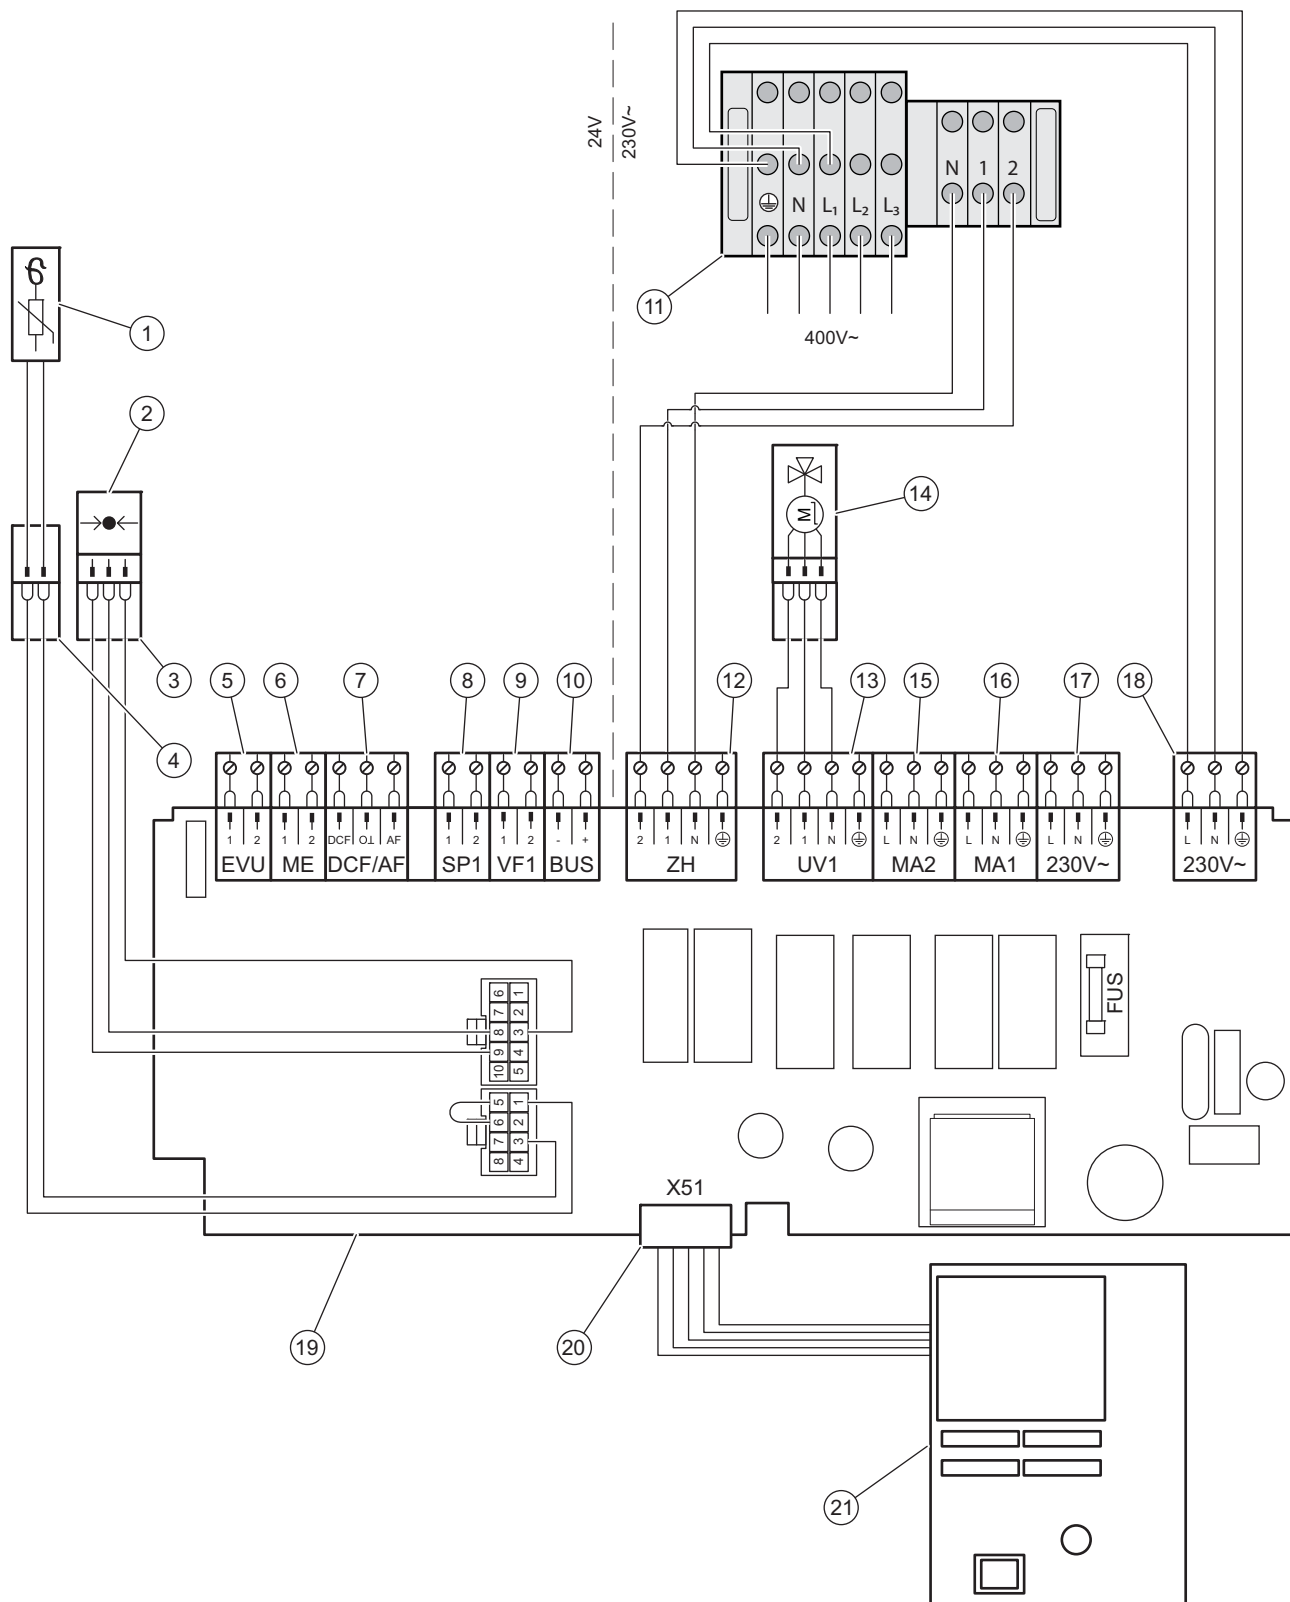 24V
230V~
N 1 2
N L₁ L₂ L₃
11
400V~
1
2
14
3
4
5 6 7 8 9 10 12 13 15 16 17 18
1 2 1 2 DCF O⊥ AF 1 2 1 2 - + 2 1 N 2 1 N L N L N L N L N
EVU ME DCF/AF SP1 VF1 BUS ZH UV1 MA2 MA1 230V~ 230V~
FUS
6 1
7 2
8 3
9 4
10 5
5 1
6 2
7 3
8 4
M
X51
19
20
21